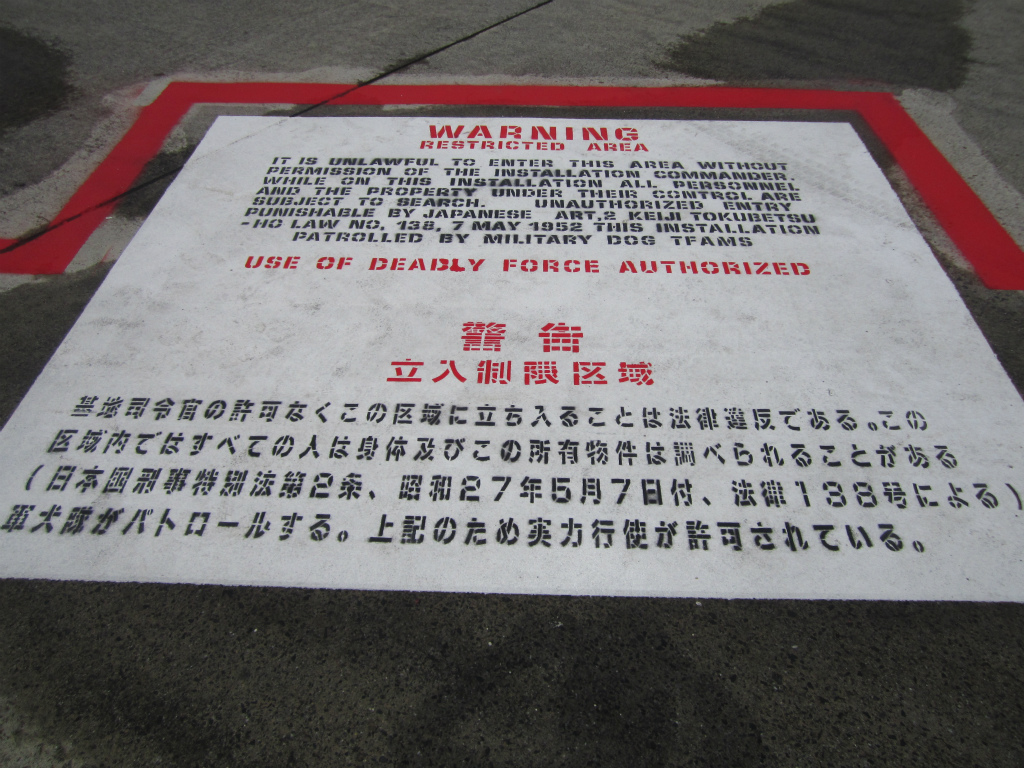 WARNING
RESTRICTED AREA
IT IS UNLAWFUL TO ENTER THIS AREA WITHOUT
PERMISSION OF THE INSTALLATION COMMANDER.
WHILE ON THIS INSTALLATION ALL PERSONNEL
AND THE PROPERTY UNDER THEIR CONTROL ARE
SUBJECT TO SEARCH. UNAUTHORIZED ENTRY
PUNISHABLE BY JAPANESE ART.2 KEIJI TOKUBETSU
-HO LAW NO, 138, 7 MAY 1952 THIS INSTALLATION
PATROLLED BY MILITARY DOG TEAMS
USE OF DEADLY FORCE AUTHORIZED
警告
立入制限区域
基地司令官の許可なくこの区域に立ち入ることは法律違反である。この
区域内ではすべての人は身体及びこの所有物件は調べられることがある
(日本国刑事特別法第2条、昭和27年5月7日付、法律138号による)
軍犬隊がパトロールする。上記のため実力行使が許可されている。